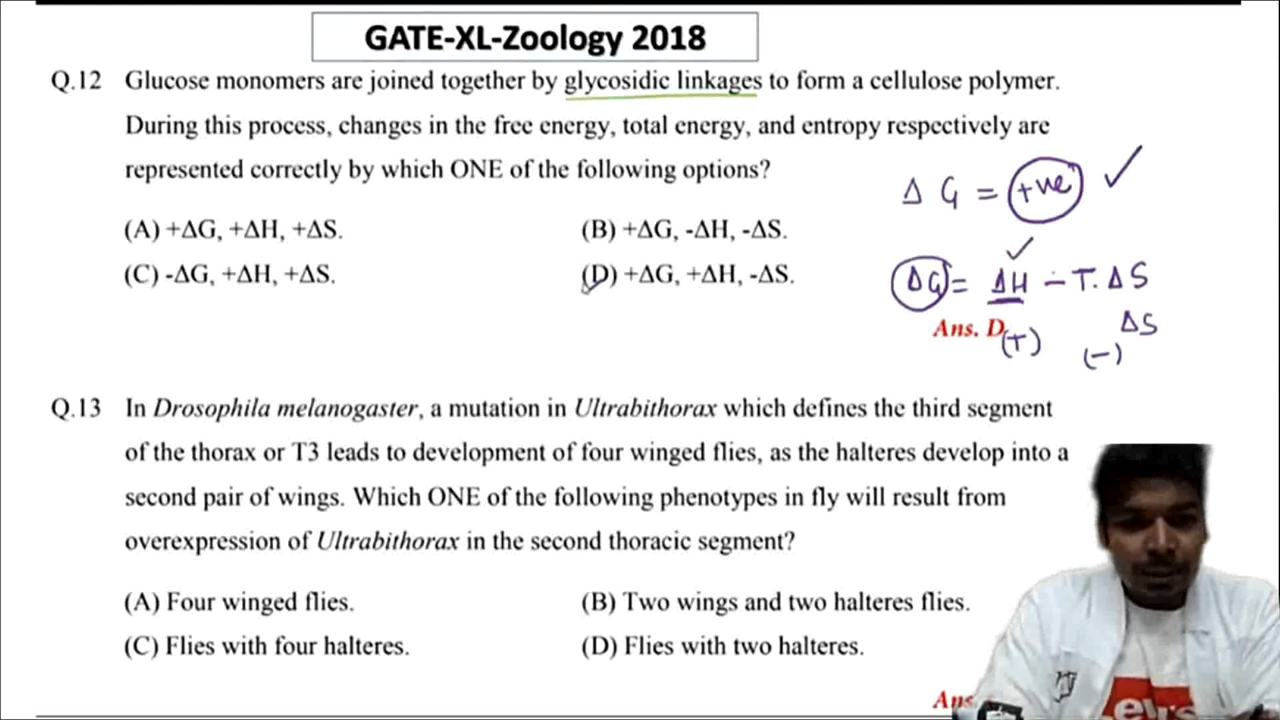 GATE-XL-Zoology 2018
Q.12 Glucose monomers are joined together by glycosidic linkages to form a cellulose polymer.
During this process, changes in the free energy, total energy, and entropy respectively are
represented correctly by which ONE of the following options?
(A) +ΔG, +ΔH, +ΔS.
(B) +ΔG, -ΔH, -ΔS.
(C) -ΔG, +ΔH, +ΔS.
(D) +ΔG, +ΔH, -ΔS.
Δ G = +ve ✓
✓
ΔG = ΔH - T. ΔS
Ans. D
(+)
ΔS
(-)
Q.13 In Drosophila melanogaster, a mutation in Ultrabithorax which defines the third segment
of the thorax or T3 leads to development of four winged flies, as the halteres develop into a
second pair of wings. Which ONE of the following phenotypes in fly will result from
overexpression of Ultrabithorax in the second thoracic segment?
(A) Four winged flies.
(B) Two wings and two halteres flies.
(C) Flies with four halteres.
(D) Flies with two halteres.
Ans.
Levi's